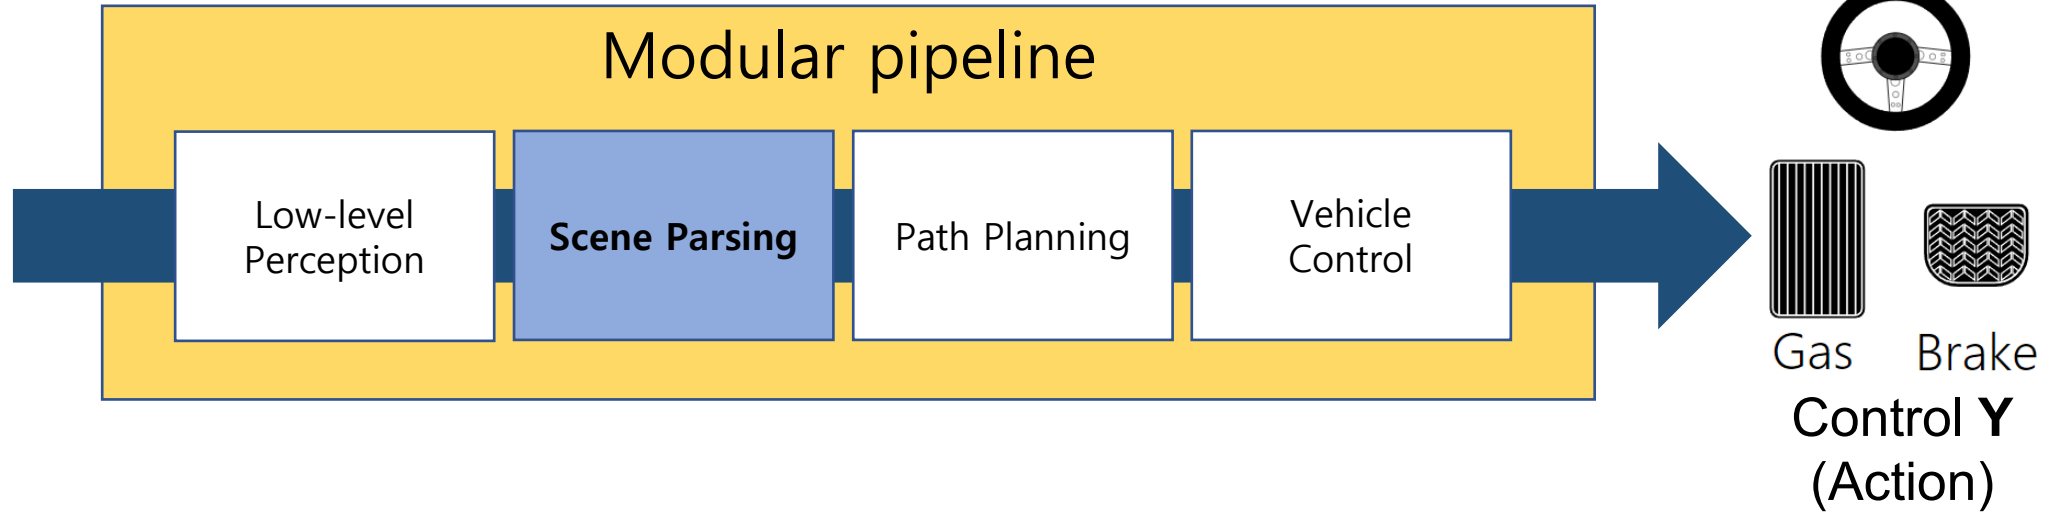 Modular pipeline
Low-level
Perception
Scene Parsing
Path Planning
Vehicle
Control
Gas
Brake
Control Y
(Action)